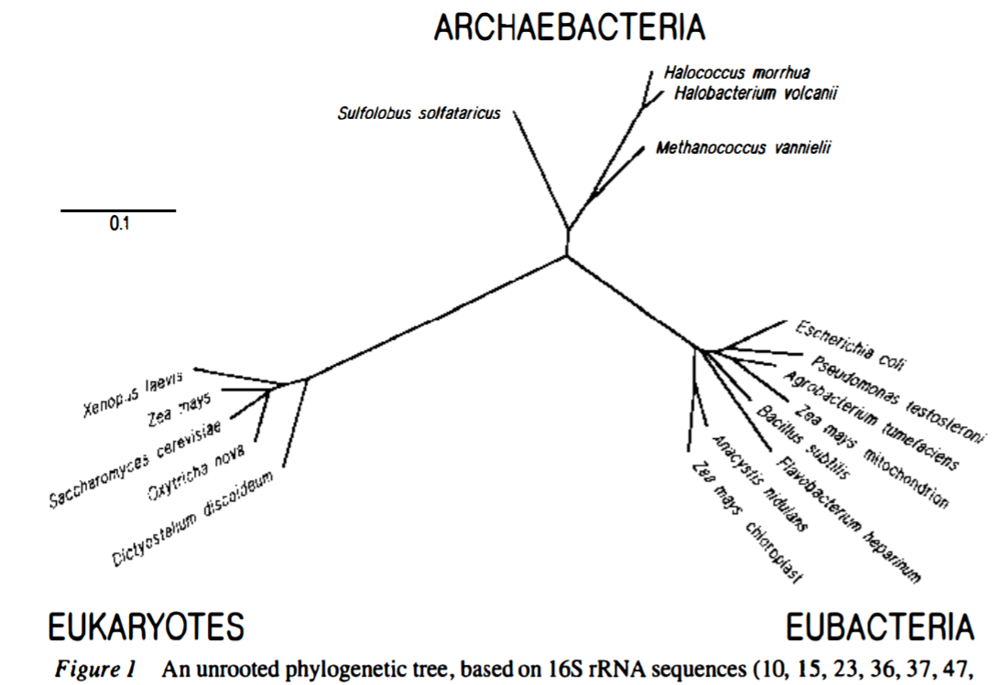 ARCHAEBACTERIA
Halococcus morrhua
Halobacterium volcanii
Sulfolobus solfataricus
Methanococcus vannielii
0.1
Escherichia coli
Pseudomonas testosteroni
Agrobacterium tumefaciens
Zea mays mitochondrion
Bacillus subtilis
Flavobacterium heparinum
Anacystis nidulans
Zea mays chloroplast
Xenopus laevis
Zea mays
Saccharomyces cerevisiae
Oxytricha nova
Dictyostelium discoideum
EUKARYOTES
EUBACTERIA
Figure 1 An unrooted phylogenetic tree, based on 16S rRNA sequences (10, 15, 23, 36, 37, 47,